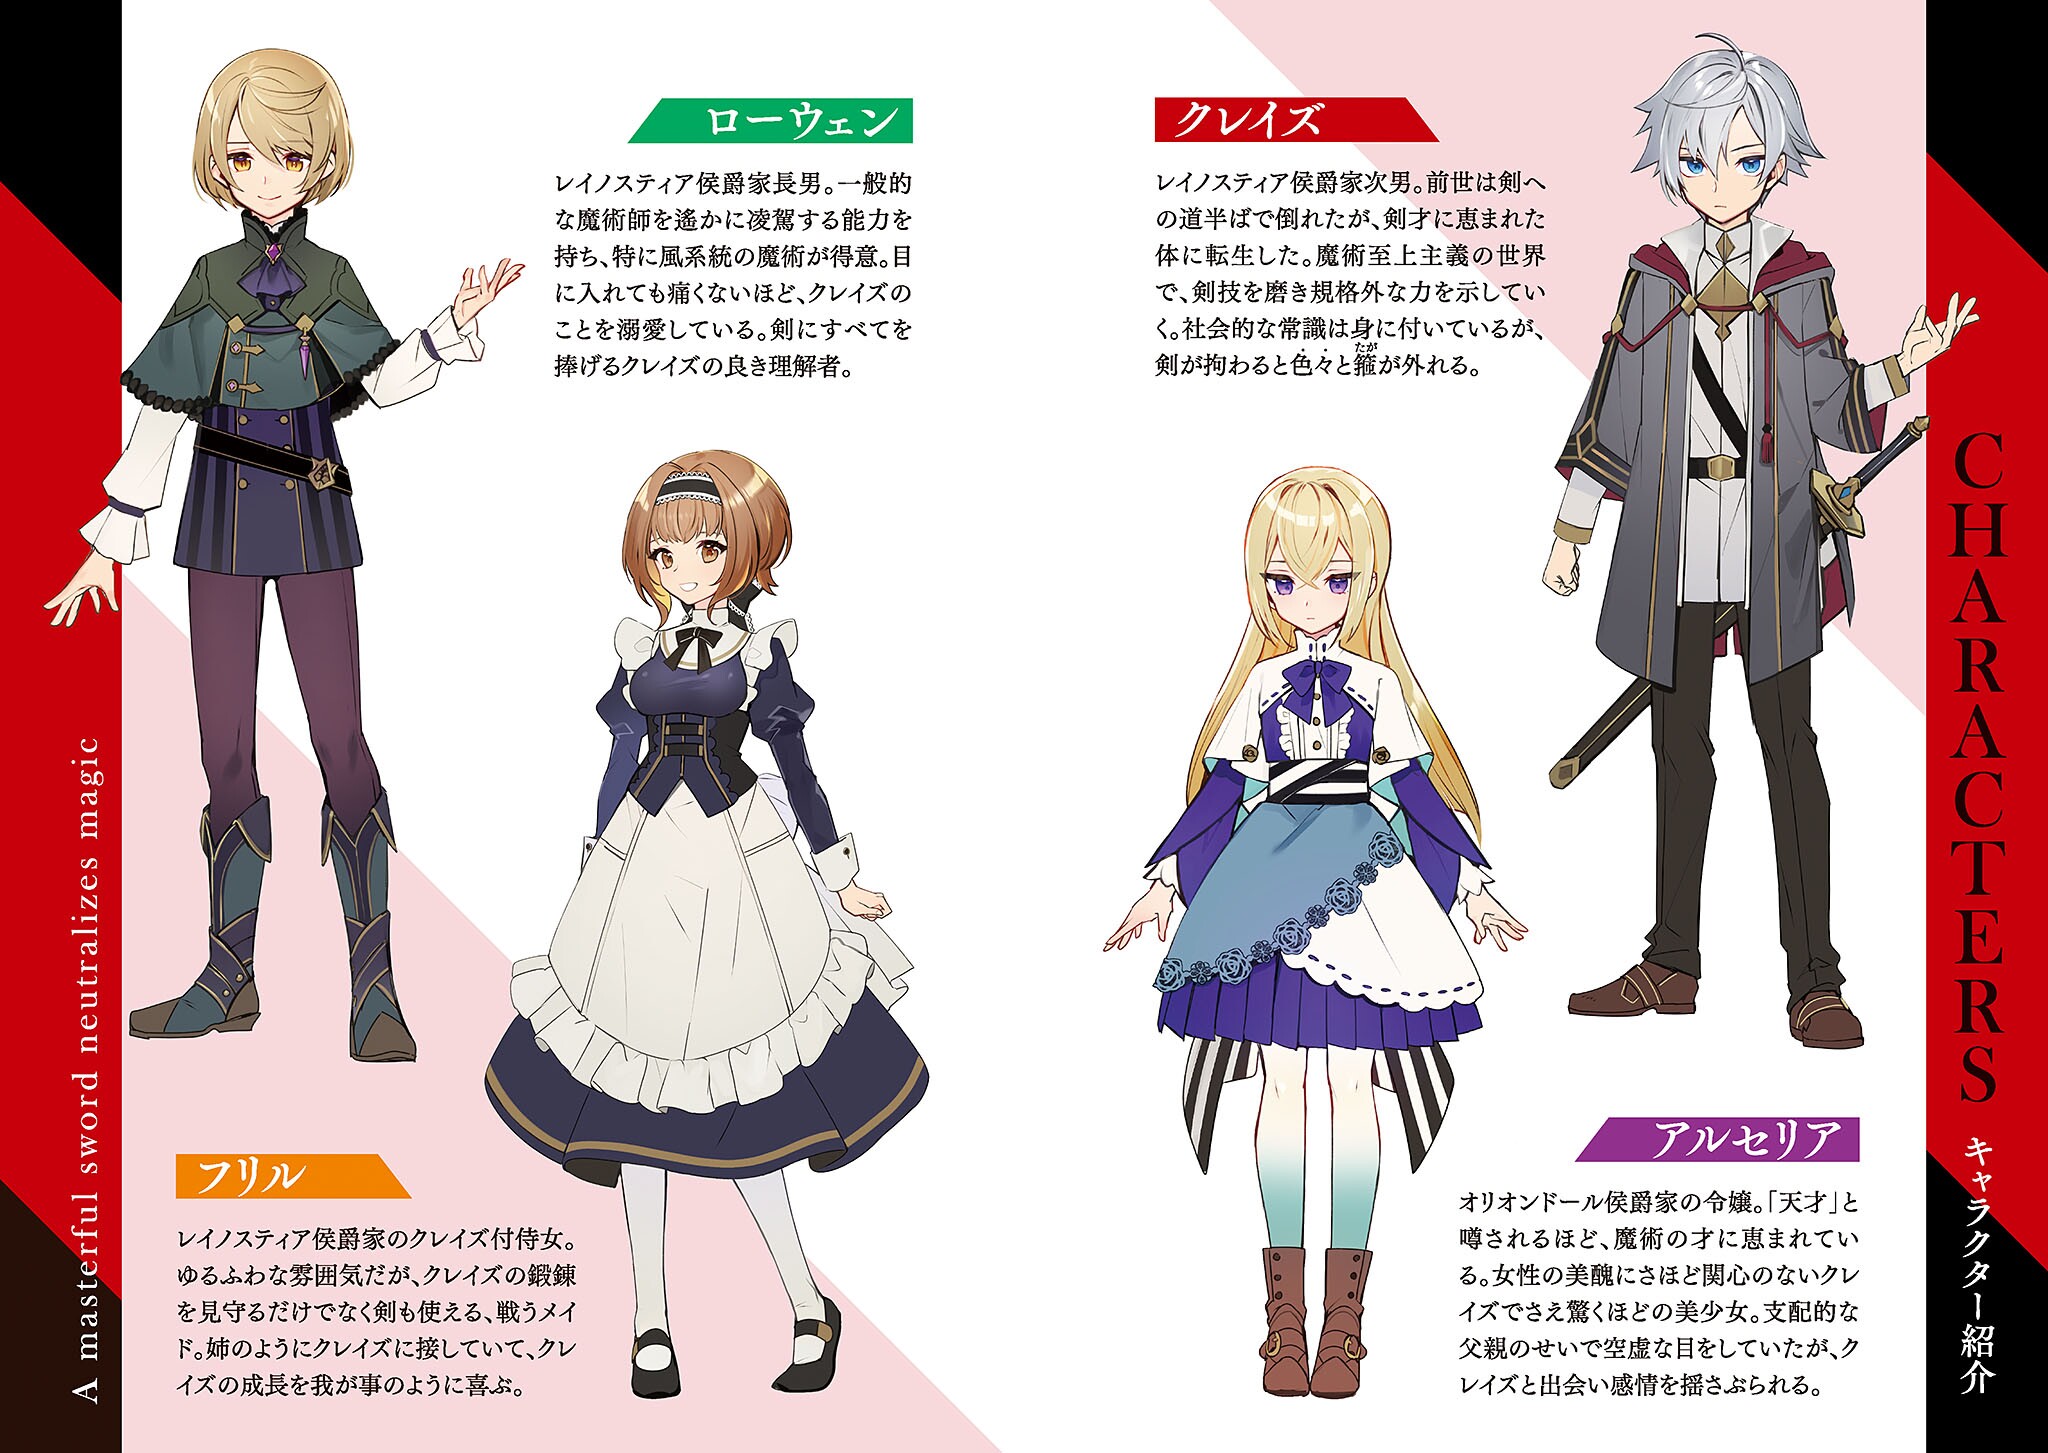 CHARACTERS キャラクター紹介
クレイズ
レイノスティア侯爵家次男。前世は剣へ
の道半ばで倒れたが、剣才に恵まれた
体に転生した。魔術至上主義の世界
で、剣技を磨き規格外な力を示してい
く。社会的な常識は身に付いているが、
たが
剣が拘わると色々と箍が外れる。
アルセリア
オリオンドール侯爵家の令嬢。「天才」と
噂されるほど、魔術の才に恵まれてい
る。女性の美醜にさほど関心のないクレ
イズでさえ驚くほどの美少女。支配的な
父親のせいで空虚な目をしていたが、ク
レイズと出会い感情を揺さぶられる。
ローウェン
レイノスティア侯爵家長男。一般的
な魔術師を遙かに凌駕する能力を
持ち、特に風系統の魔術が得意。目
に入れても痛くないほど、クレイズの
ことを溺愛している。剣にすべてを
捧げるクレイズの良き理解者。
フリル
レイノスティア侯爵家のクレイズ付侍女。
ゆるふわな雰囲気だが、クレイズの鍛錬
を見守るだけでなく剣も使える、戦うメイ
ド。姉のようにクレイズに接していて、クレ
イズの成長を我が事のように喜ぶ。
A masterful sword neutralizes magic